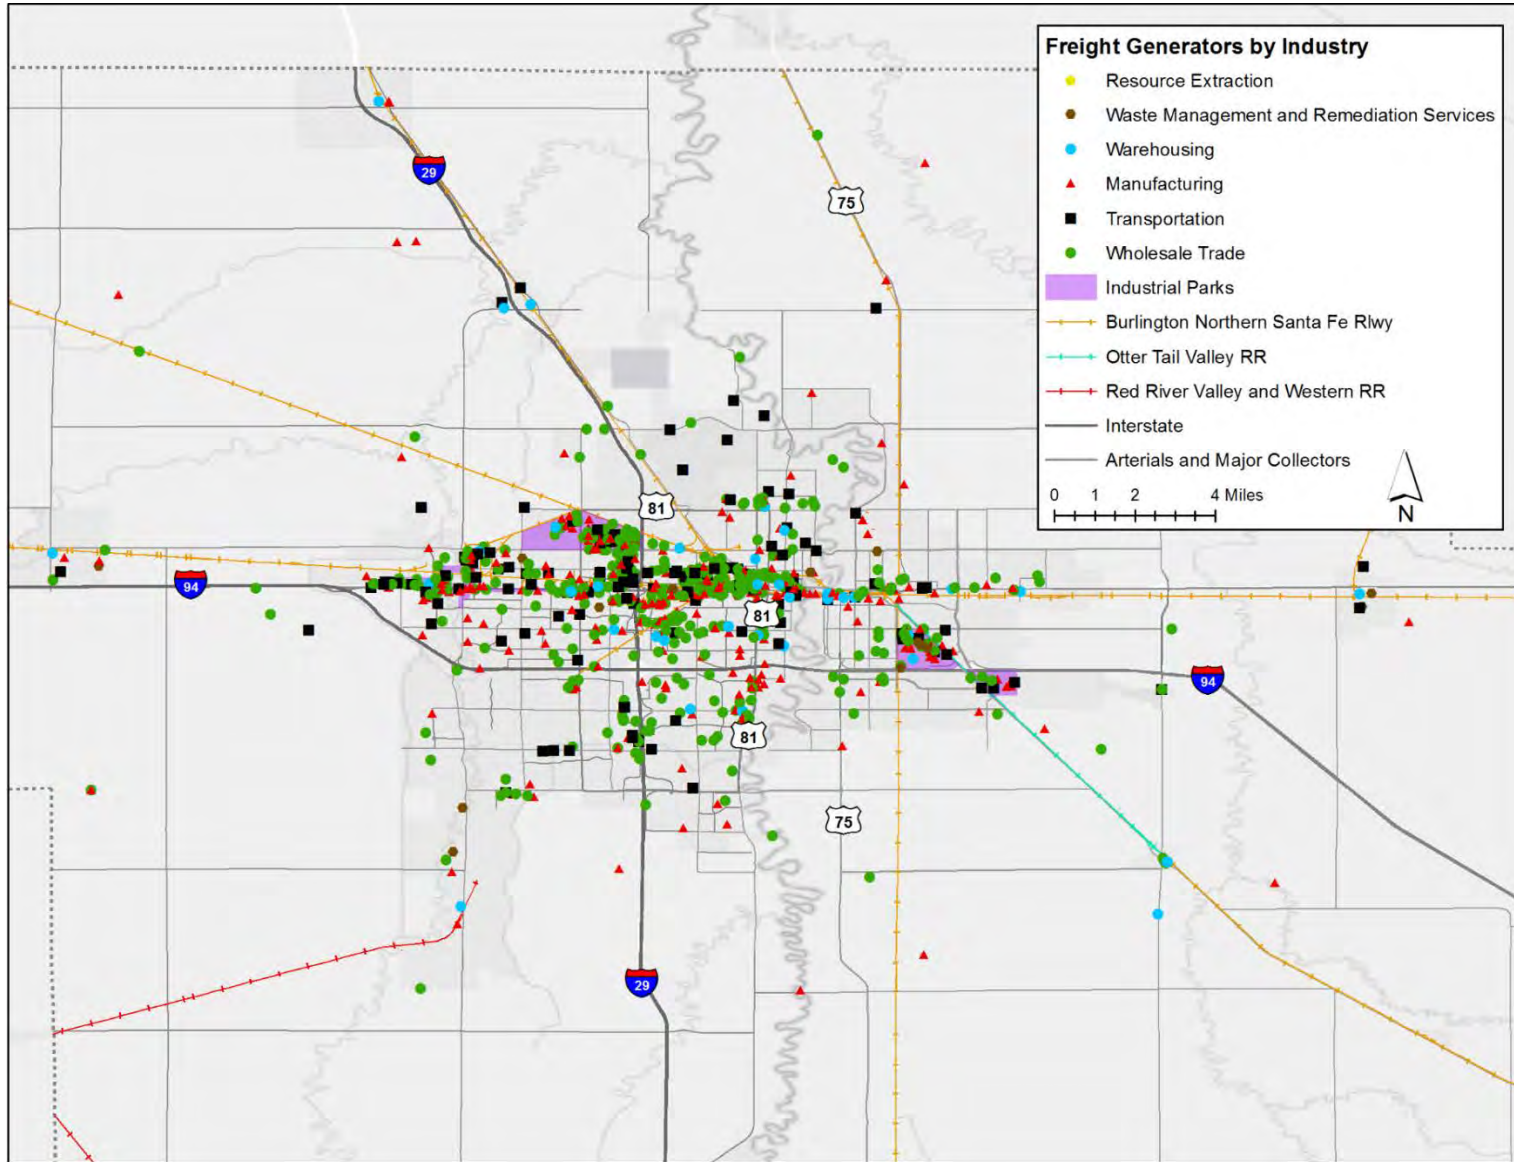 Freight Generators by Industry
Resource Extraction
Waste Management and Remediation Services
Warehousing
Manufacturing
Transportation
Wholesale Trade
Industrial Parks
Burlington Northern Santa Fe Rlwy
Otter Tail Valley RR
Red River Valley and Western RR
Interstate
Arterials and Major Collectors
0 1 2 4 Miles
N
29
75
81
94
81
94
81
75
29